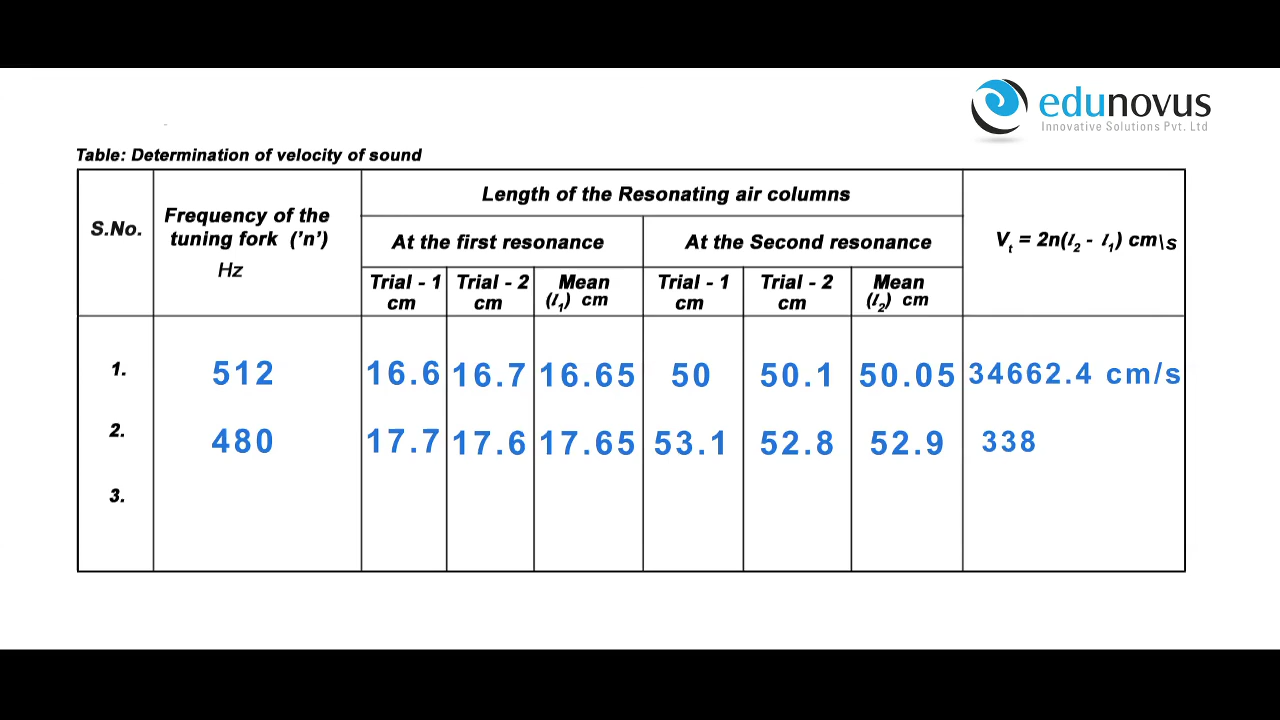 edunovus
Innovative Solutions Pvt. Ltd
Table: Determination of velocity of sound
S.No.
Frequency of the
tuning fork ('n')
Hz
Length of the Resonating air columns
At the first resonance
At the Second resonance
Vt = 2n(l2 - l1) cm\s
Trial - 1
cm
Trial - 2
cm
Mean
(l1) cm
Trial - 1
cm
Trial - 2
cm
Mean
(l2) cm
1. 512 16.6 16.7 16.65 50 50.1 50.05 34662.4 cm/s
2. 480 17.7 17.6 17.65 53.1 52.8 52.9 338
3.